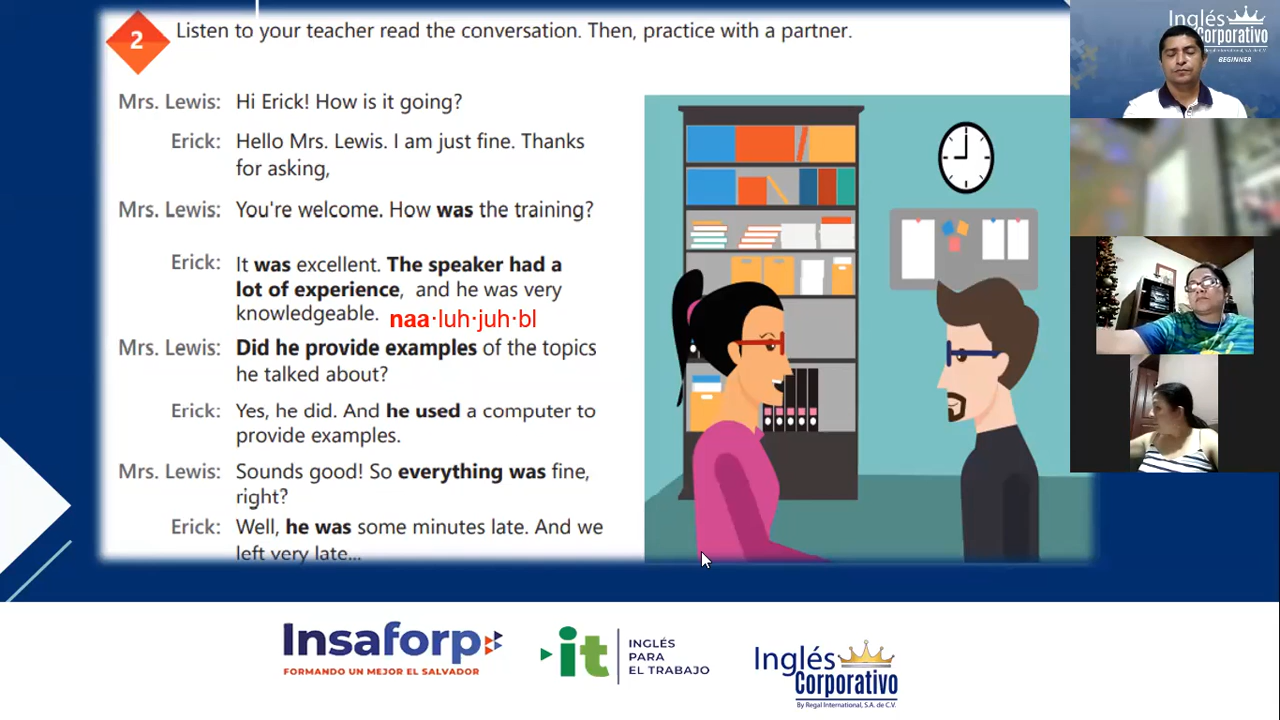 2
Listen to your teacher read the conversation. Then, practice with a partner.
Mrs. Lewis: Hi Erick! How is it going?
Erick: Hello Mrs. Lewis. I am just fine. Thanks
for asking,
Mrs. Lewis: You're welcome. How was the training?
Erick: It was excellent. The speaker had a
lot of experience, and he was very
knowledgeable. naa·luh·juh·bl
Mrs. Lewis: Did he provide examples of the topics
he talked about?
Erick: Yes, he did. And he used a computer to
provide examples.
Mrs. Lewis: Sounds good! So everything was fine,
right?
Erick: Well, he was some minutes late. And we
left very late...
Inglés
Corporativo
By Regal International, S.A. de C.V.
BEGINNER
Insaforp
FORMANDO UN MEJOR EL SALVADOR
it
INGLÉS
PARA
EL TRABAJO
Inglés
Corporativo
By Regal International, S.A. de C.V.